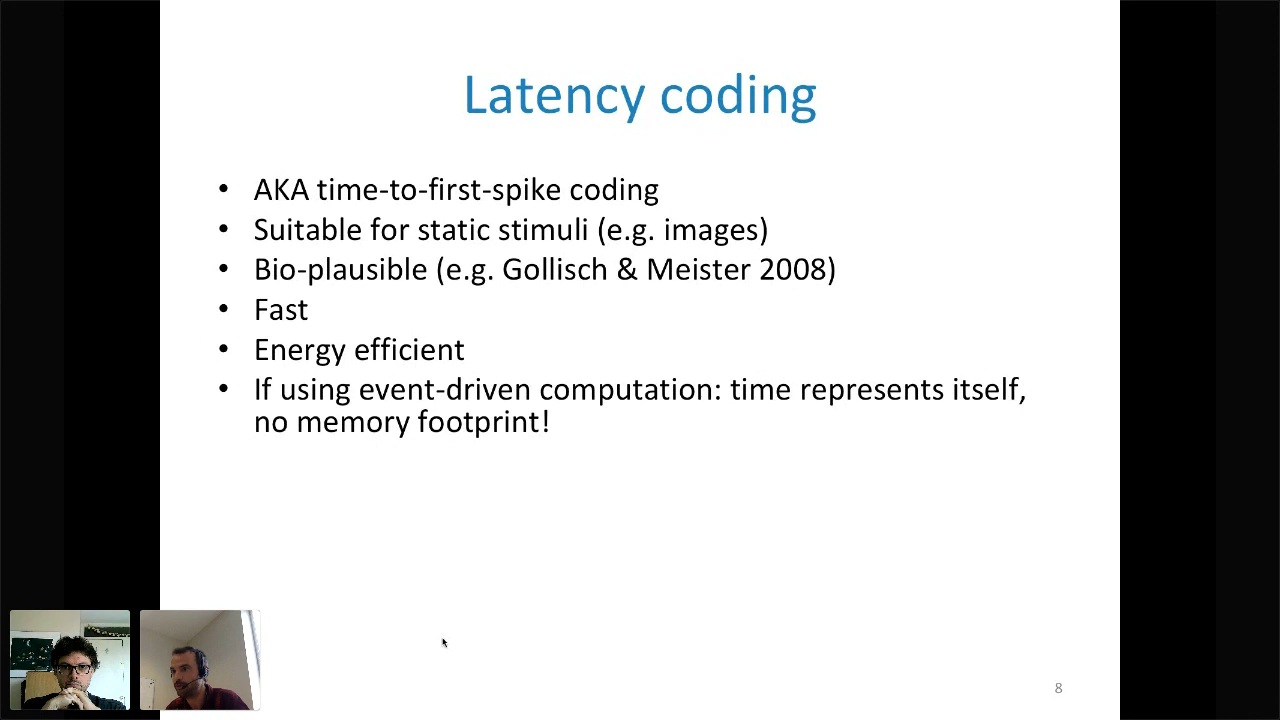 Latency coding
• AKA time-to-first-spike coding
• Suitable for static stimuli (e.g. images)
• Bio-plausible (e.g. Gollisch & Meister 2008)
• Fast
• Energy efficient
• If using event-driven computation: time represents itself,
no memory footprint!
8